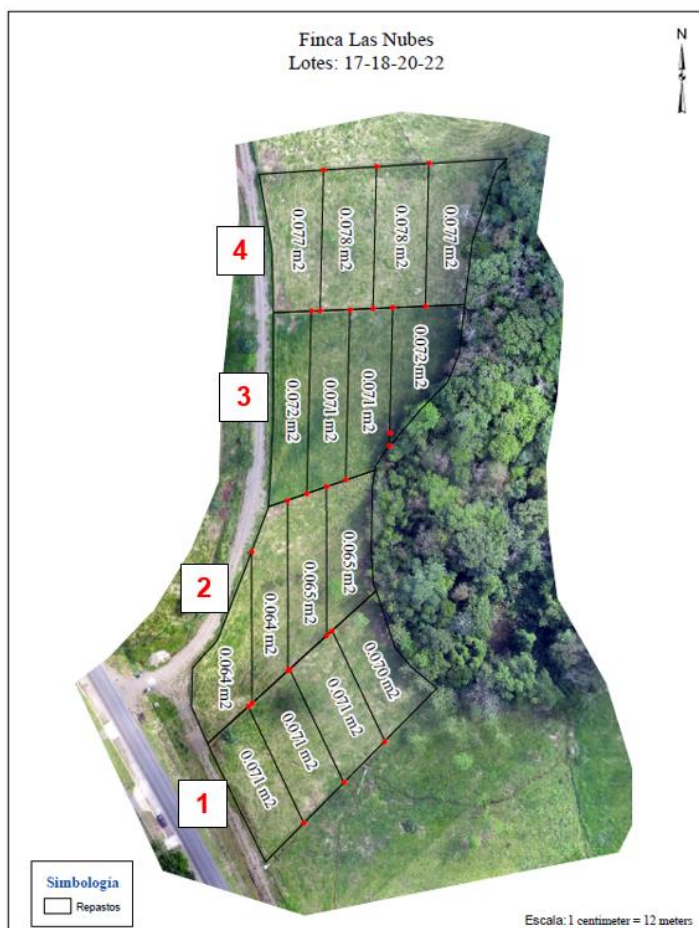 Finca Las Nubes
Lotes: 17-18-20-22
N
4
0.077 m2
0.078 m2
0.078 m2
0.077 m2
3
0.072 m2
0.071 m2
0.071 m2
0.072 m2
2
0.064 m2
0.064 m2
0.065 m2
0.065 m2
1
0.071 m2
0.071 m2
0.071 m2
0.070 m2
Simbología
Repastos
Escala: 1 centimeter = 12 meters